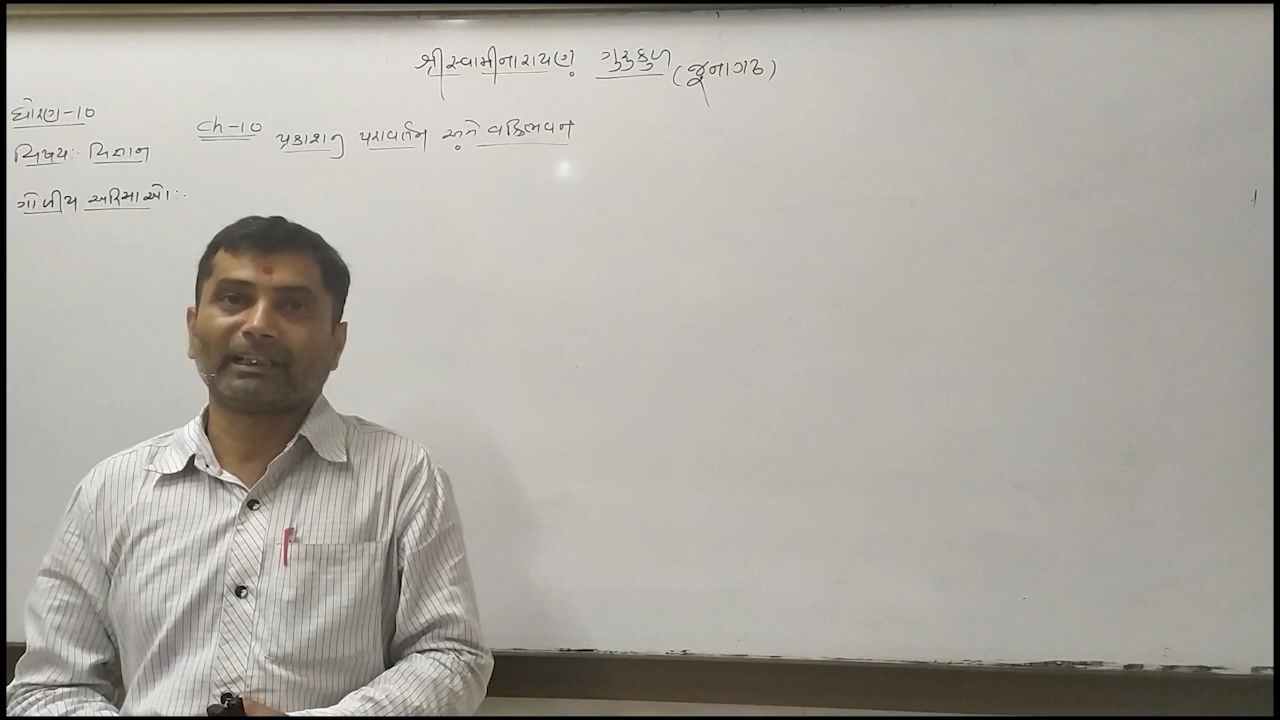 શ્રી સ્વામીનારાયણ ગુરુકુળ (જૂનાગઢ)
ધોરણ-10
Ch-10 પ્રકાશનુ પરાવર્તન અને વક્રિભવન
વિષય:- વિજ્ઞાન
ગોળીય અરિસાઓ:-